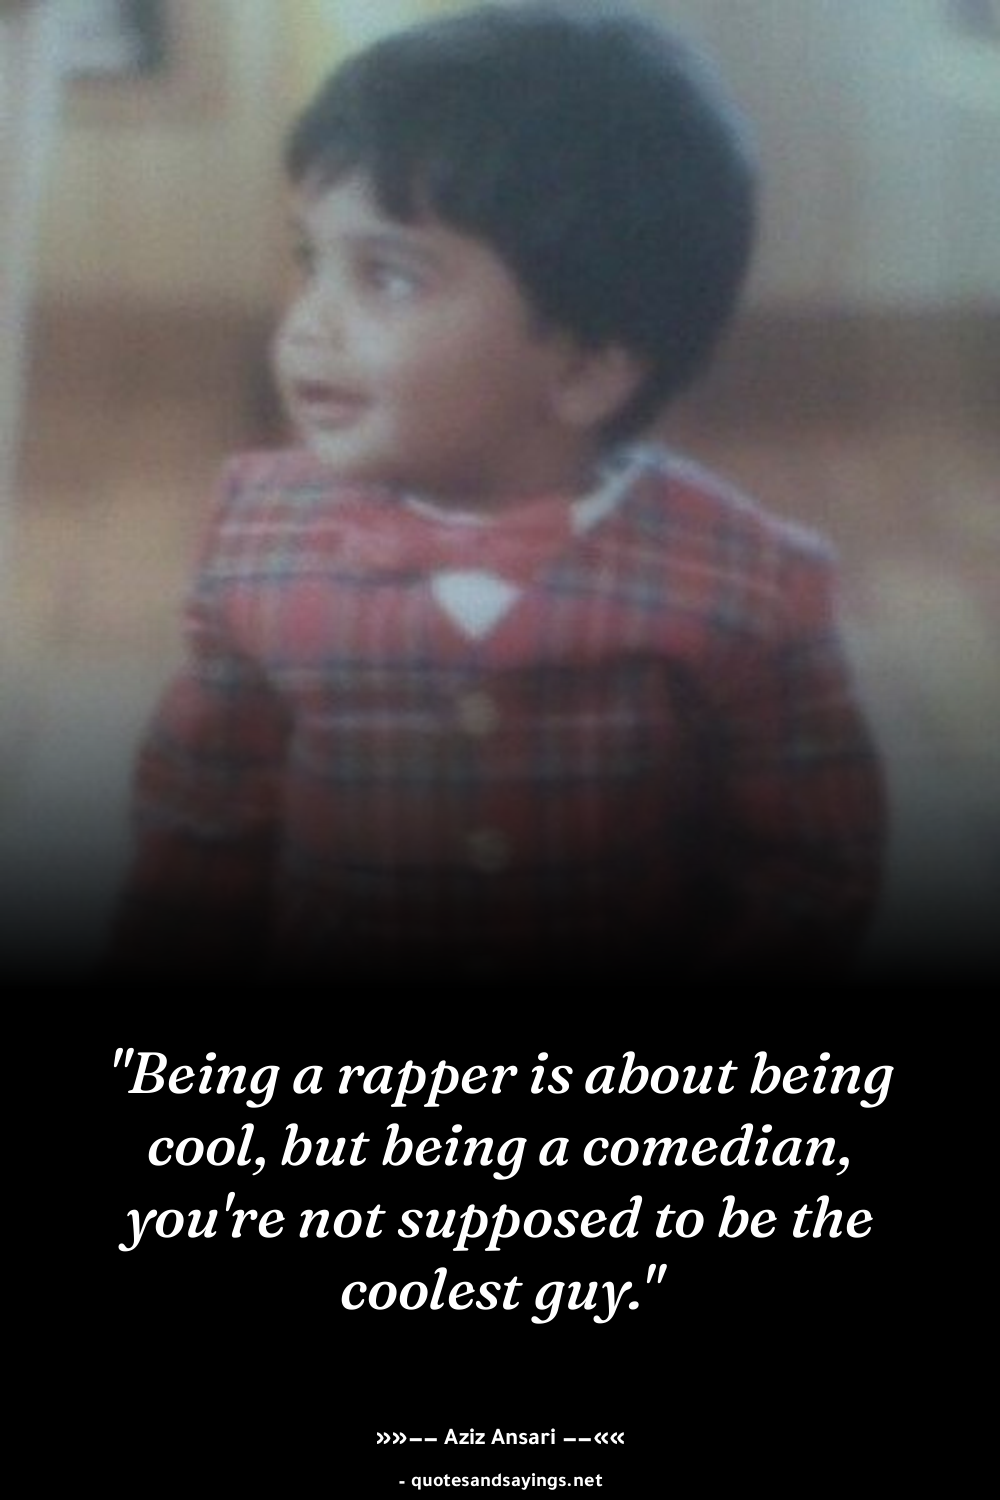 "Being a rapper is about being
cool, but being a comedian,
you're not supposed to be the
coolest guy."
»»−− Aziz Ansari −−««
- quotesandsayings.net